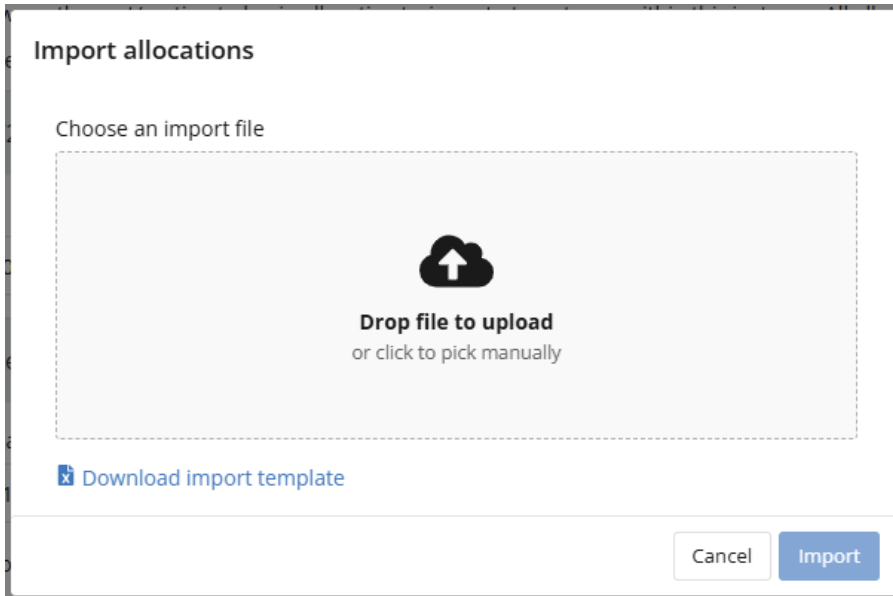 Import allocations
Choose an import file
Drop file to upload
or click to pick manually
Download import template
Cancel
Import